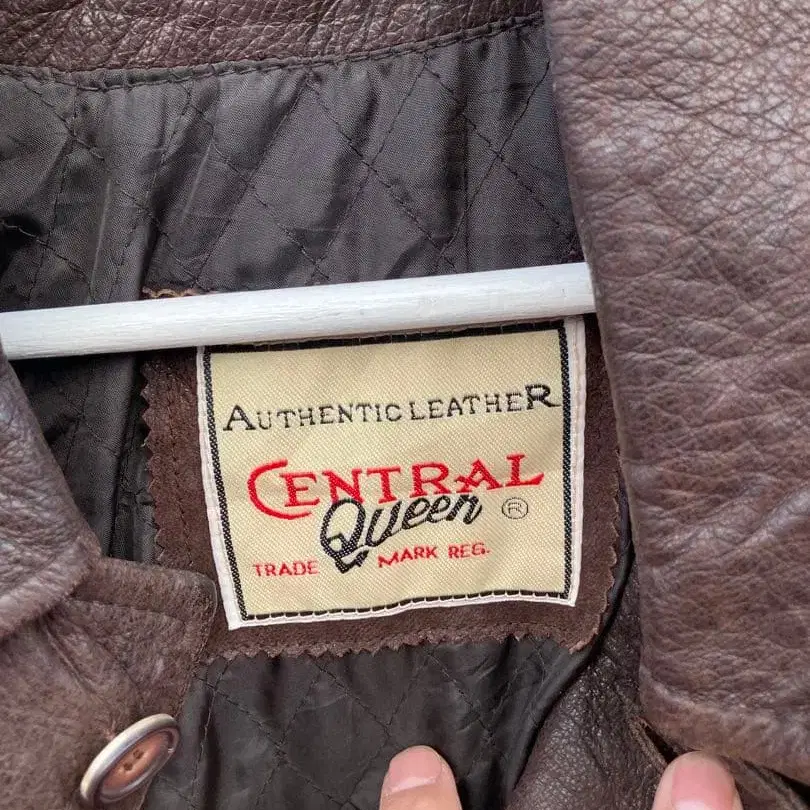 AUTHENTIC LEATHER
CENTRAL
Queen ®
TRADE MARK REG.